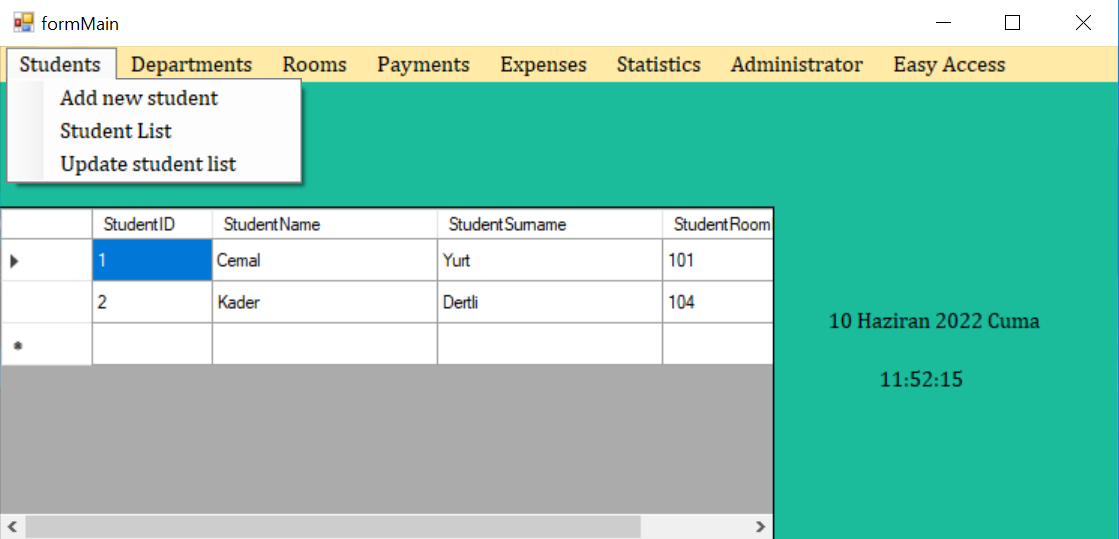 formMain
Students Departments Rooms Payments Expenses Statistics Administrator Easy Access
Add new student
Student List
Update student list
StudentID StudentName StudentSurname StudentRoom
1 Cemal Yurt 101
2 Kader Dertli 104
10 Haziran 2022 Cuma
11:52:15